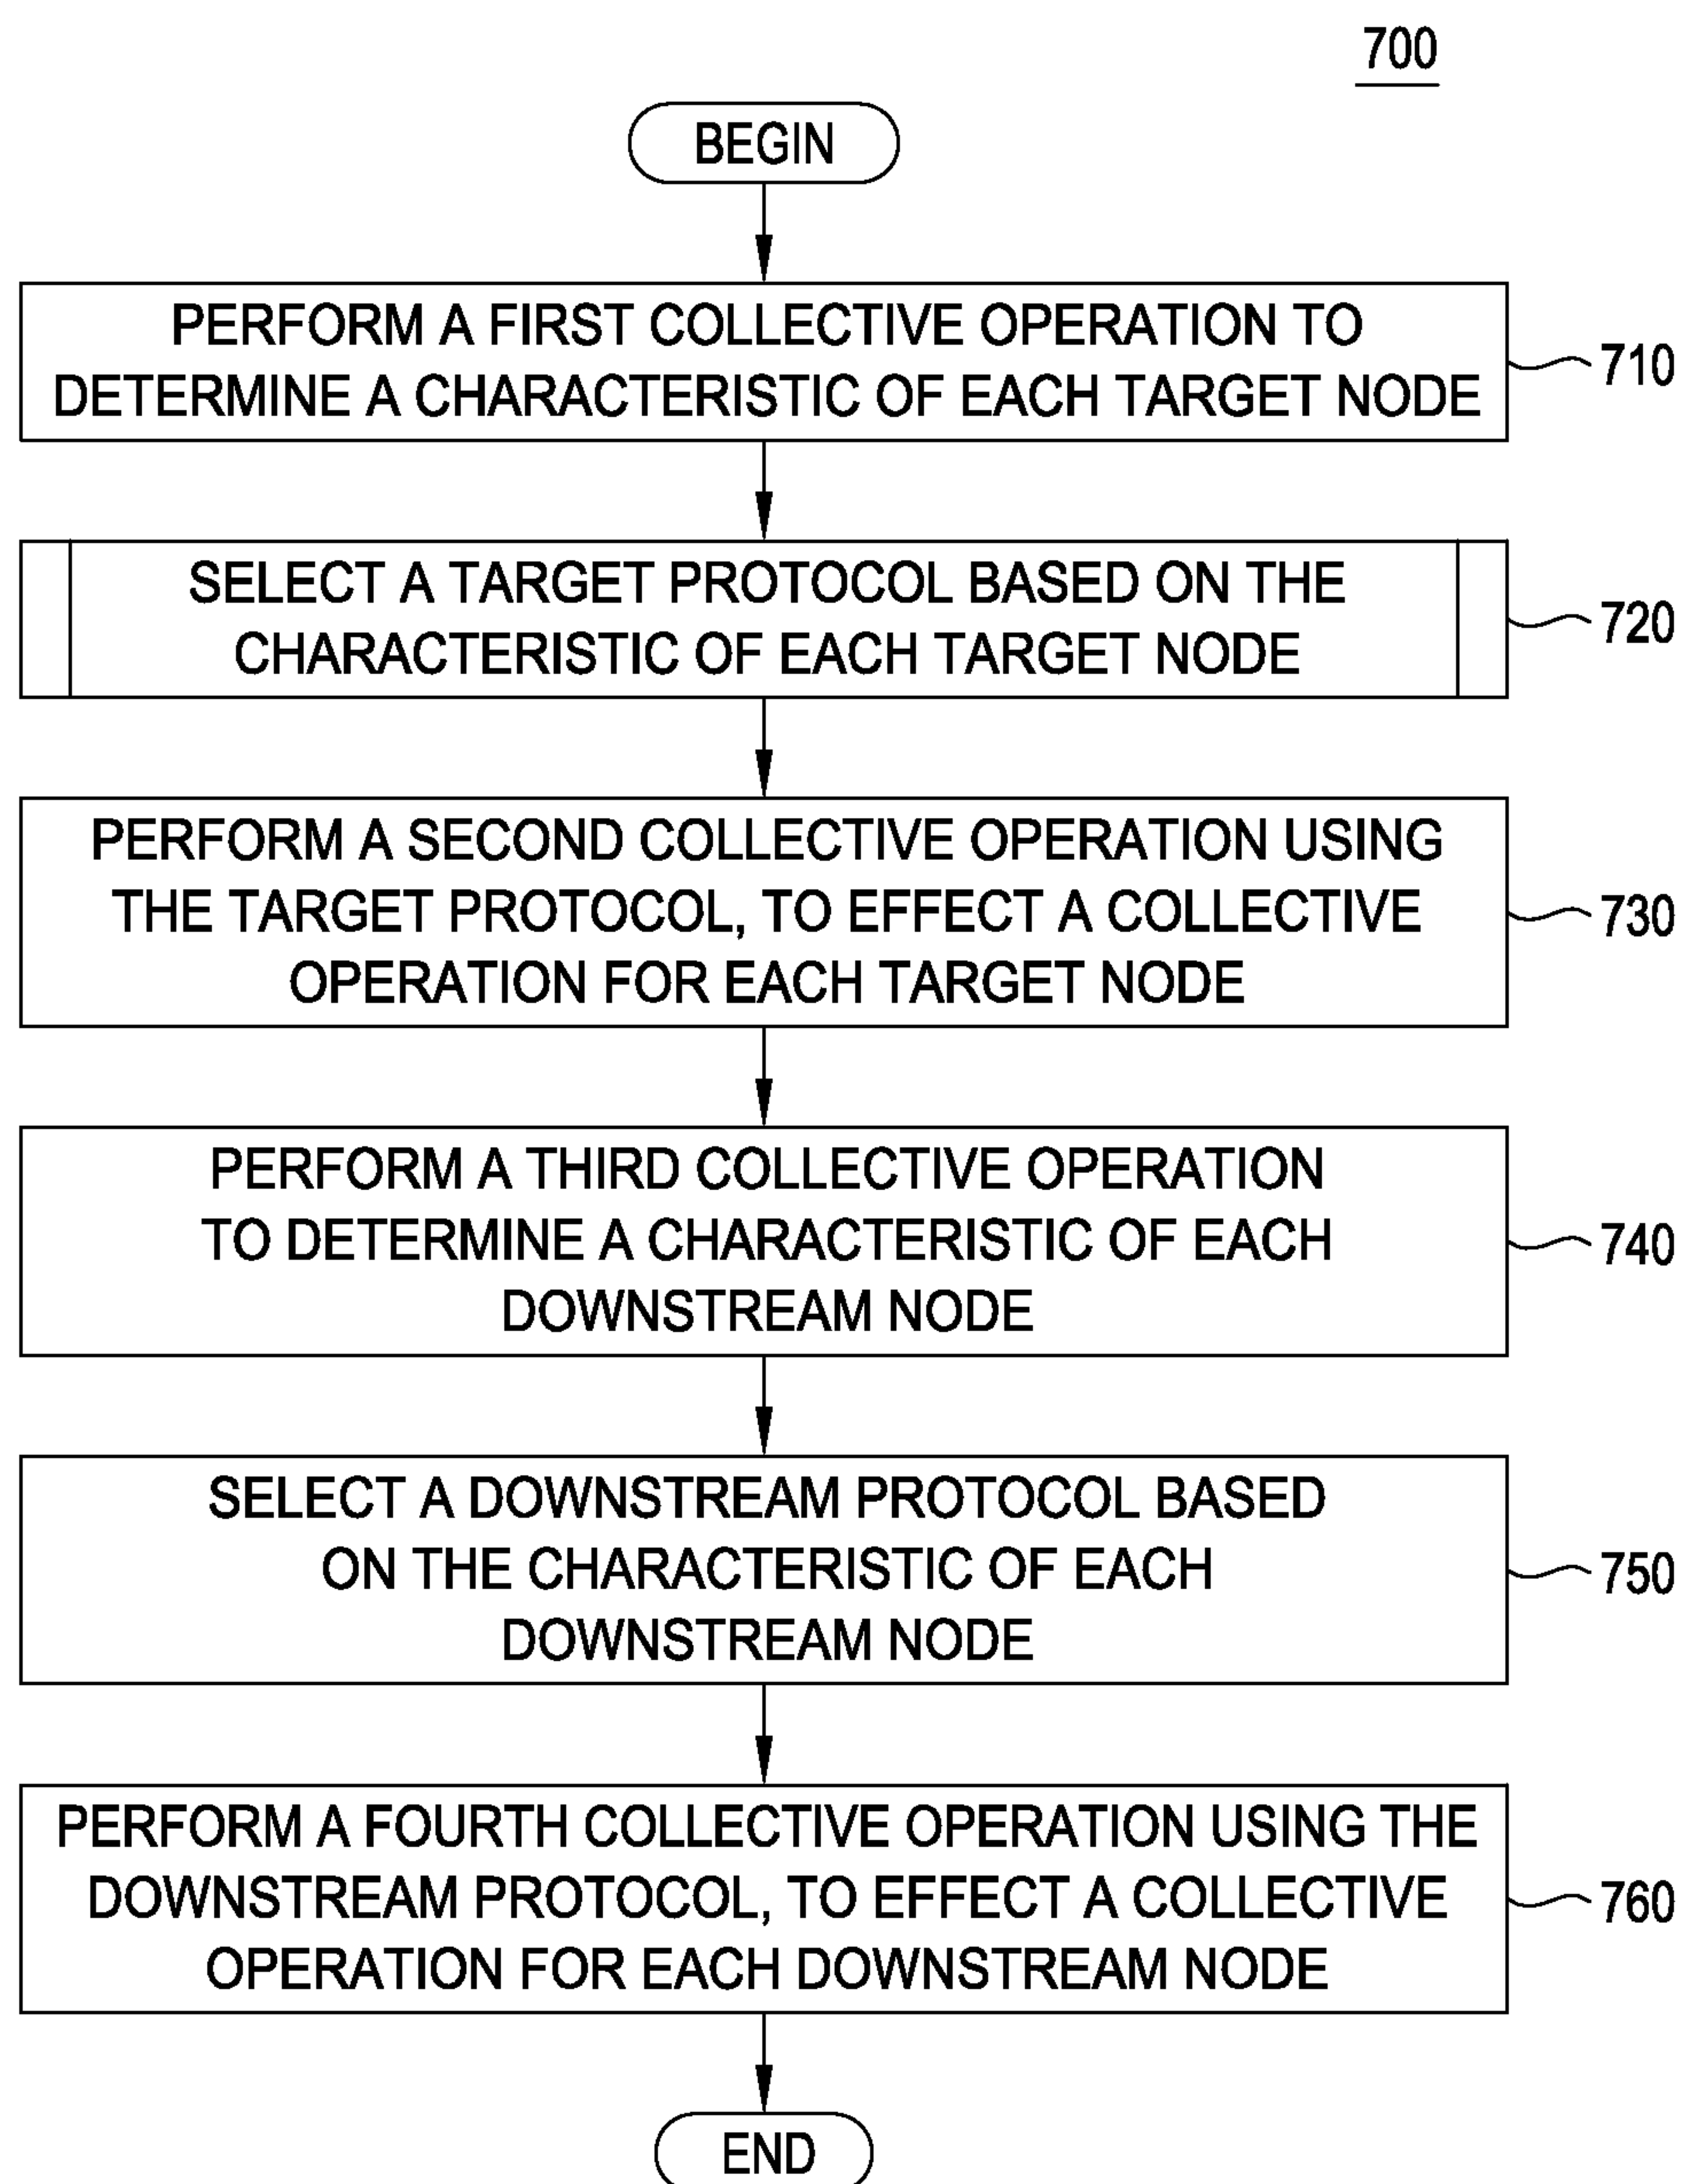 700
BEGIN
PERFORM A FIRST COLLECTIVE OPERATION TO
DETERMINE A CHARACTERISTIC OF EACH TARGET NODE
710
SELECT A TARGET PROTOCOL BASED ON THE
CHARACTERISTIC OF EACH TARGET NODE
720
PERFORM A SECOND COLLECTIVE OPERATION USING
THE TARGET PROTOCOL, TO EFFECT A COLLECTIVE
OPERATION FOR EACH TARGET NODE
730
PERFORM A THIRD COLLECTIVE OPERATION
TO DETERMINE A CHARACTERISTIC OF EACH
DOWNSTREAM NODE
740
SELECT A DOWNSTREAM PROTOCOL BASED
ON THE CHARACTERISTIC OF EACH
DOWNSTREAM NODE
750
PERFORM A FOURTH COLLECTIVE OPERATION USING THE
DOWNSTREAM PROTOCOL, TO EFFECT A COLLECTIVE
OPERATION FOR EACH DOWNSTREAM NODE
760
END